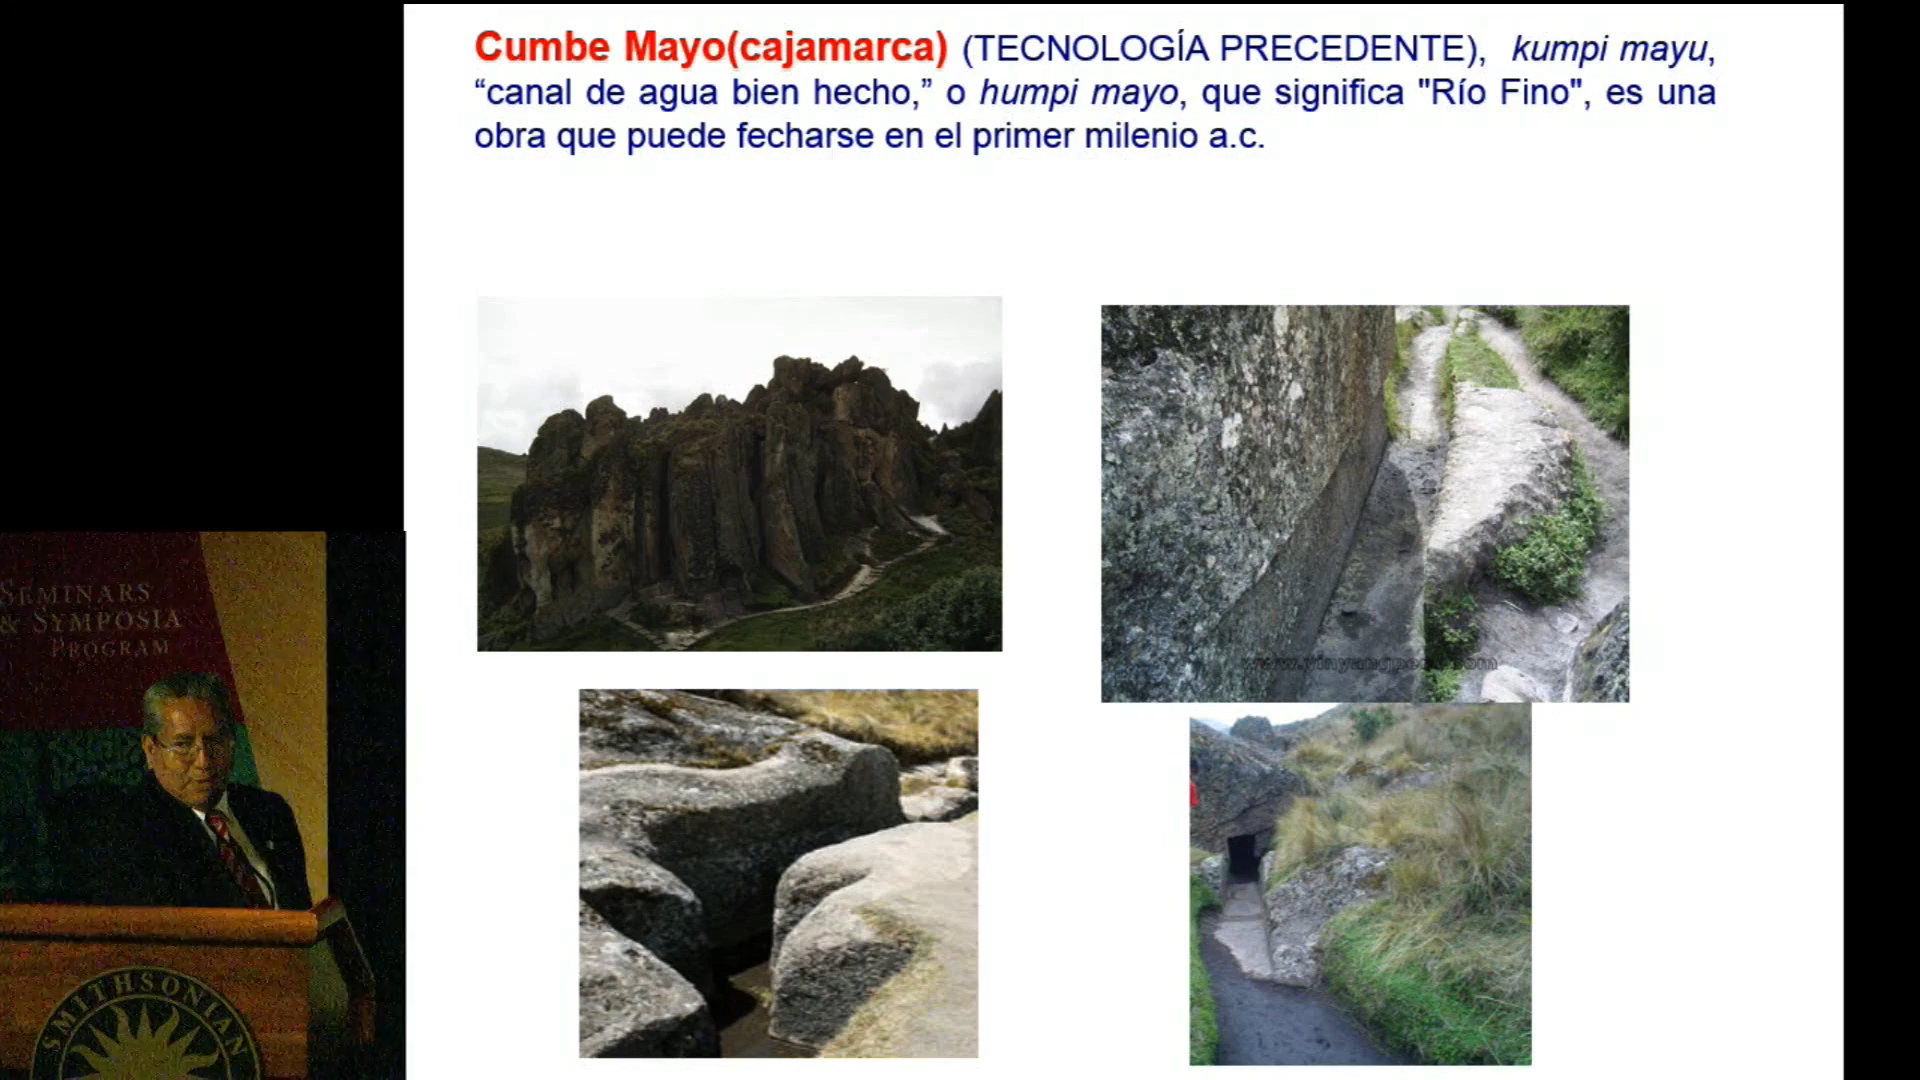 Cumbe Mayo(cajamarca) (TECNOLOGÍA PRECEDENTE), kumpi mayu,
“canal de agua bien hecho,” o humpi mayo, que significa "Río Fino", es una
obra que puede fecharse en el primer milenio a.c.
SEMINARS
& SYMPOSIA
PROGRAM
SMITHSONIAN